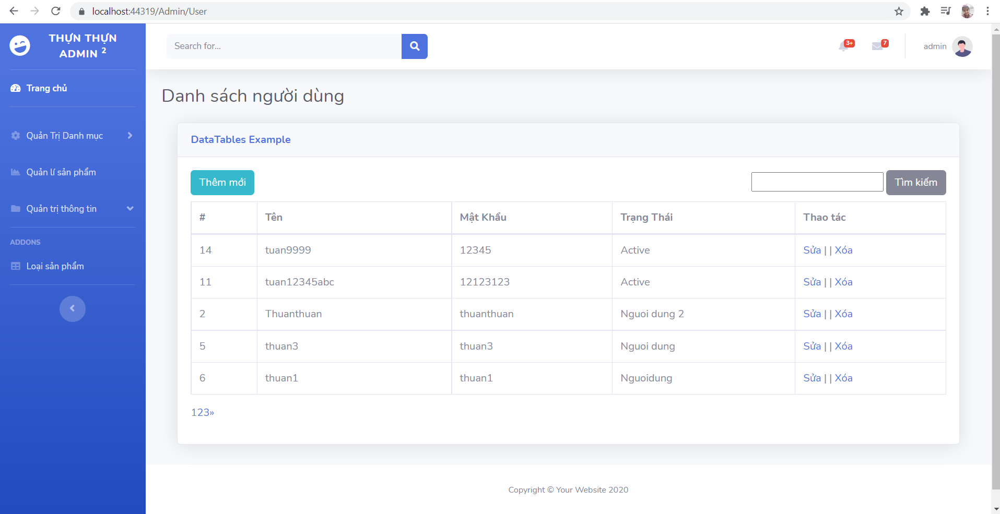 localhost:44319/Admin/User
THỰN THỰN
ADMIN 2
Search for...
3+
7
admin
Trang chủ
Quản Trị Danh mục
Quản lí sản phẩm
Quản trị thông tin
ADDONS
Loại sản phẩm
Danh sách người dùng
DataTables Example
Thêm mới
Tìm kiếm
# Tên Mật Khẩu Trạng Thái Thao tác
14 tuan9999 12345 Active Sửa | | Xóa
11 tuan12345abc 12123123 Active Sửa | | Xóa
2 Thuanthuan thuanthuan Nguoi dung 2 Sửa | | Xóa
5 thuan3 thuan3 Nguoi dung Sửa | | Xóa
6 thuan1 thuan1 Nguoidung Sửa | | Xóa
123»
Copyright © Your Website 2020